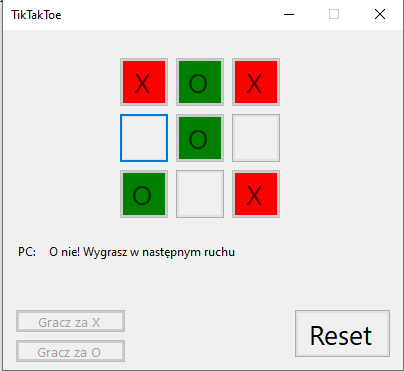 TikTakToe
X O X
O
O X
PC: O nie! Wygrasz w następnym ruchu
Gracz za X
Gracz za O
Reset